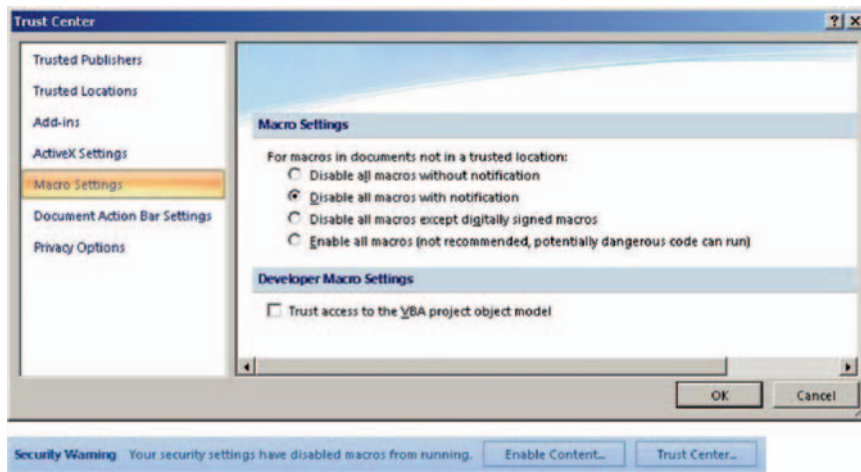 Trust Center
Trusted Publishers
Trusted Locations
Add-ins
ActiveX Settings
Macro Settings
Document Action Bar Settings
Privacy Options
Macro Settings
For macros in documents not in a trusted location:
Disable all macros without notification
Disable all macros with notification
Disable all macros except digitally signed macros
Enable all macros (not recommended, potentially dangerous code can run)
Developer Macro Settings
Trust access to the VBA project object model
OK Cancel
Security Warning Your security settings have disabled macros from running. Enable Content... Trust Center...